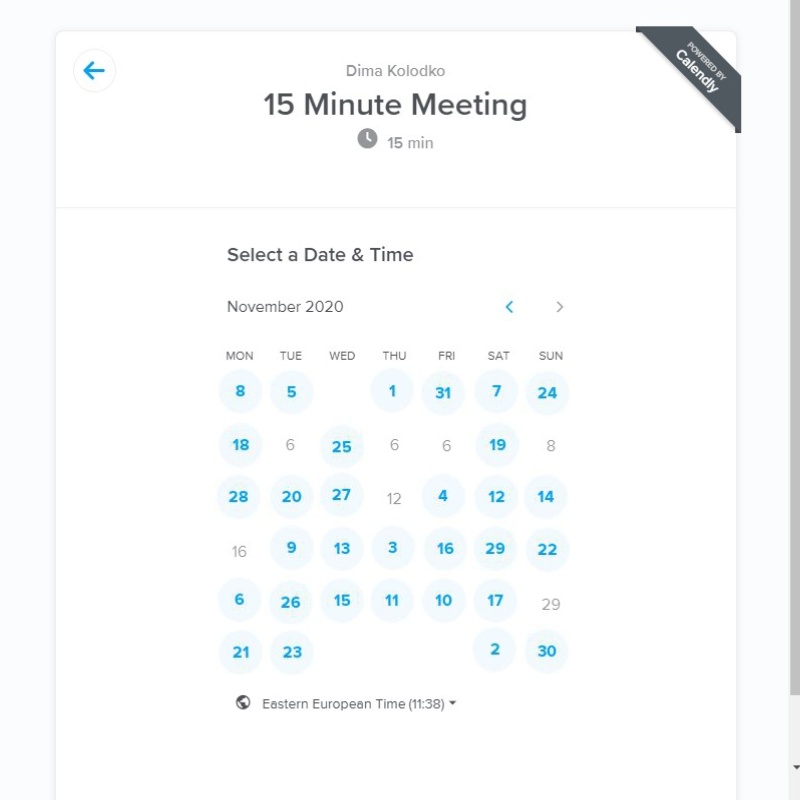 POWERED BY
Calendly
Dima Kolodko
15 Minute Meeting
15 min
Select a Date & Time
November 2020
MON TUE WED THU FRI SAT SUN
8 5 1 31 7 24
18 6 25 6 6 19 8
28 20 27 12 4 12 14
16 9 13 3 16 29 22
6 26 15 11 10 17 29
21 23 2 30
Eastern European Time (11:38)